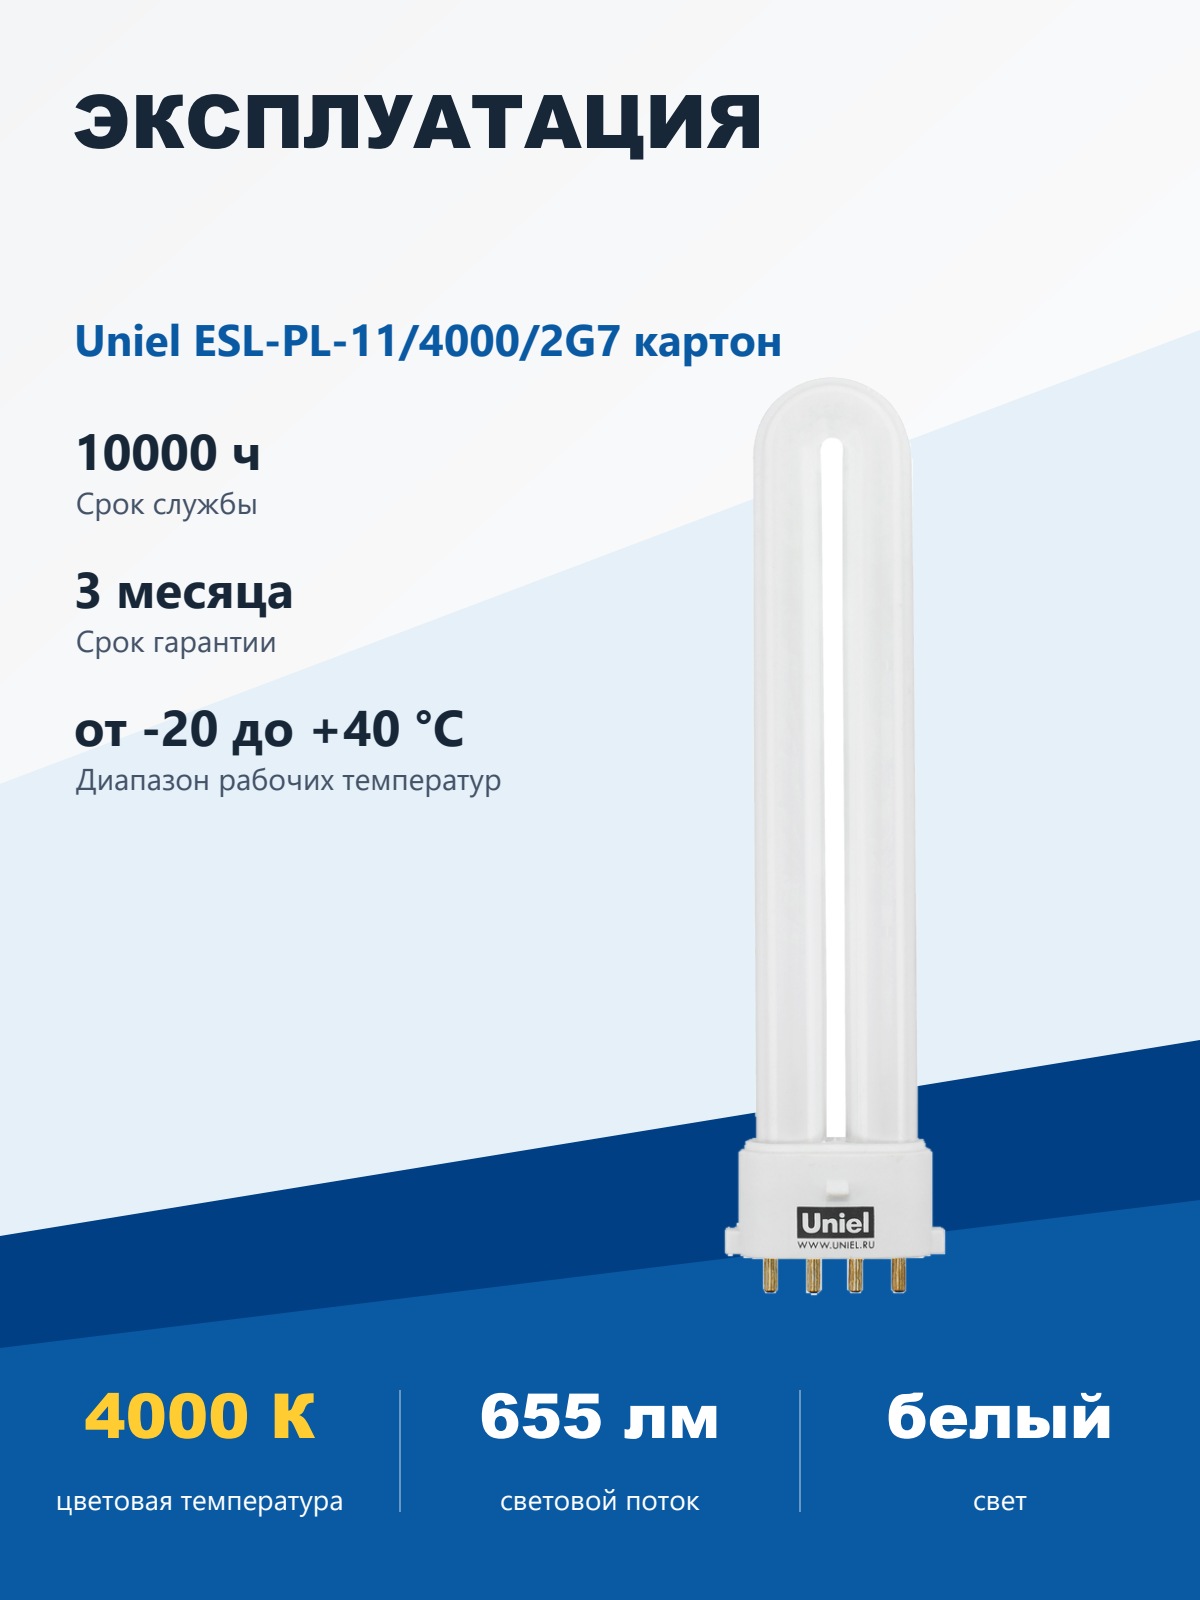 ЭКСПЛУАТАЦИЯ
Uniel ESL-PL-11/4000/2G7 картон
10000 ч
Срок службы
3 месяца
Срок гарантии
от -20 до +40 °C
Диапазон рабочих температур
Uniel
WWW.UNIEL.RU
4000 К
цветовая температура
655 лм
световой поток
белый
свет